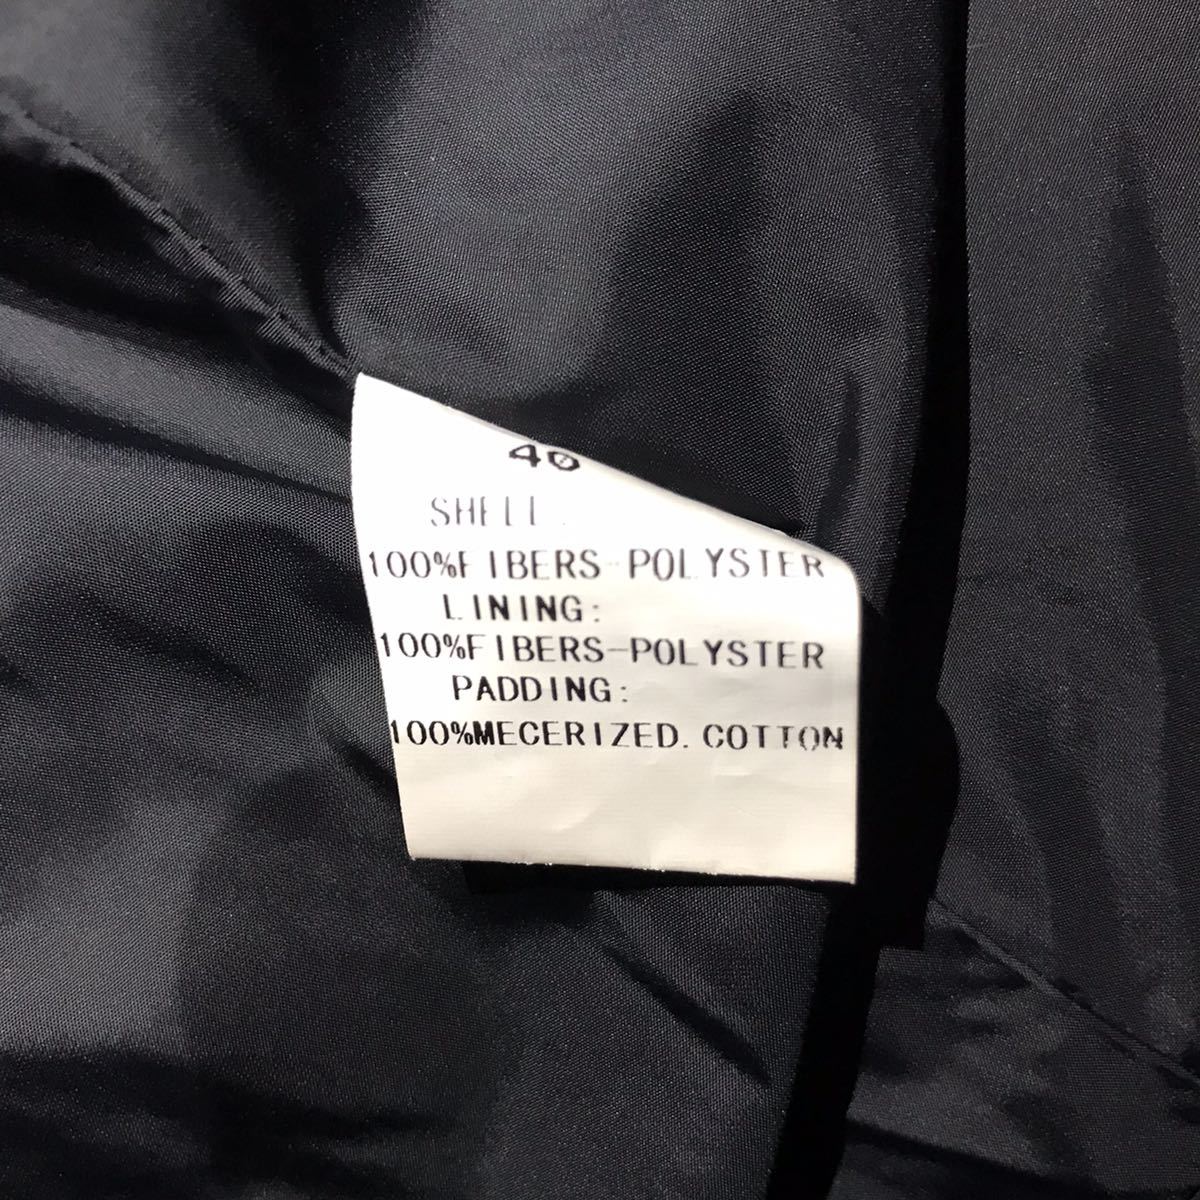 40
SHELL:
100%FIBERS-POLYSTER
LINING:
100%FIBERS-POLYSTER
PADDING:
100%MECERIZED. COTTON